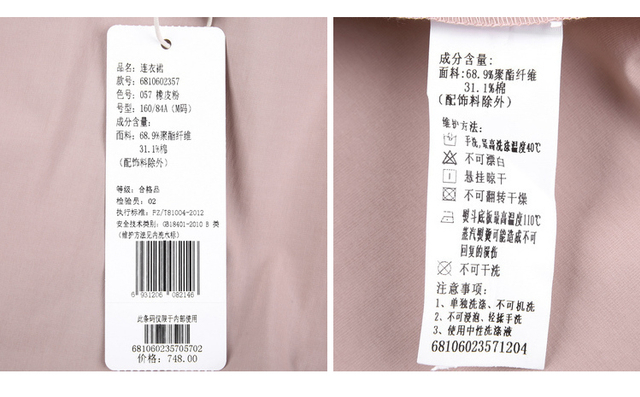 品名: 连衣裙
款号: 6810602357
色号: 057 橡皮粉
号型: 160/84A (M码)
成分含量:
面料: 68.9%聚酯纤维
31.1%棉
(配饰料除外)
等级: 合格品
检验员: 02
执行标准: FZ/T81004-2012
安全技术类别: GB18401-2010 B 类
(维护方法见内洗水标)
6 931206 082146
此条码仅限于内部使用
681060235705702
价格: 748.00
成分含量:
面料: 68.9%聚酯纤维
31.1%棉
(配饰料除外)
维护方法:
手洗,最高洗涤温度40℃
不可漂白
悬挂晾干
不可翻转干燥
熨斗底板最高温度110℃
蒸汽熨烫可能造成不可
回复的损伤
不可干洗
注意事项:
1、单独洗涤、不可机洗
2、不可浸泡、轻揉手洗
3、使用中性洗涤液
68106023571204